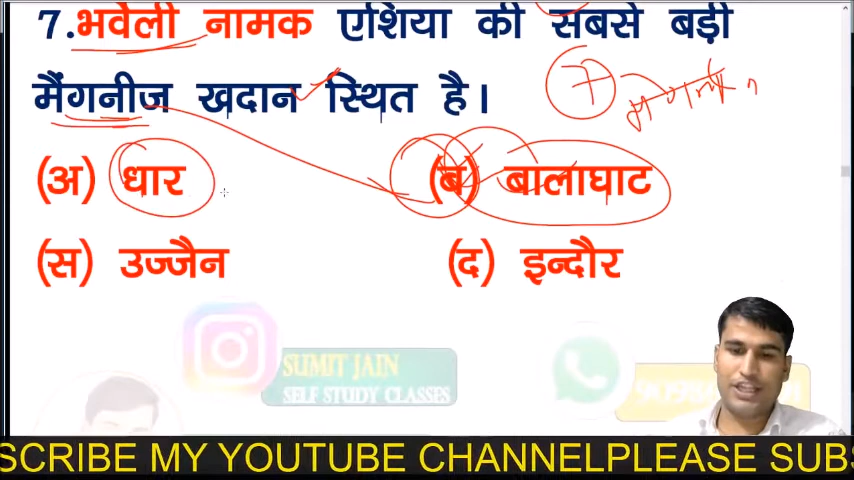 7.भवेली नामक एशिया की सबसे बड़ी
मैंगनीज खदान स्थित है।
7
(अ) धार (ब) बालाघाट
(स) उज्जैन (द) इन्दौर
SUMIT JAIN
SELF STUDY CLASSES
SCRIBE MY YOUTUBE CHANNELPLEASE SUBS